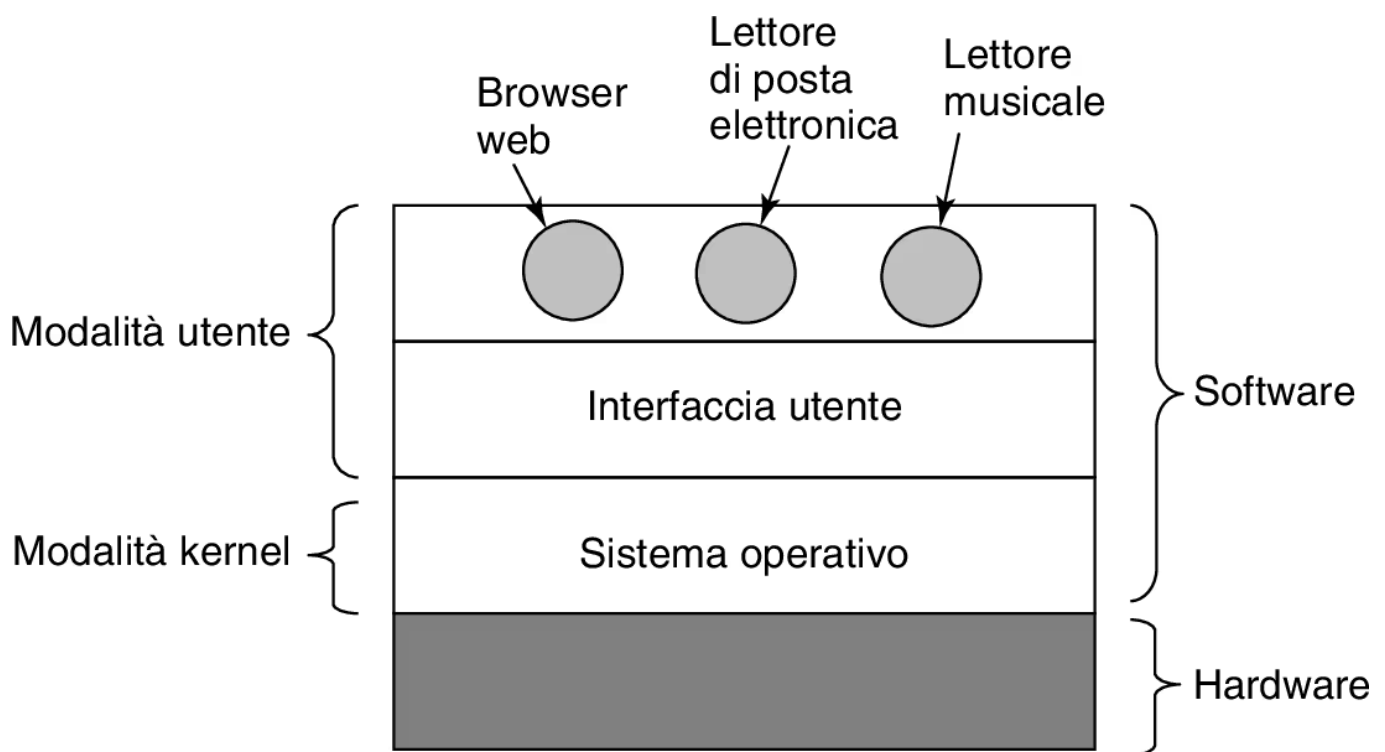 Lettore
di posta
elettronica
Lettore
musicale
Browser
web
Modalità utente
Interfaccia utente
Software
Modalità kernel
Sistema operativo
Hardware